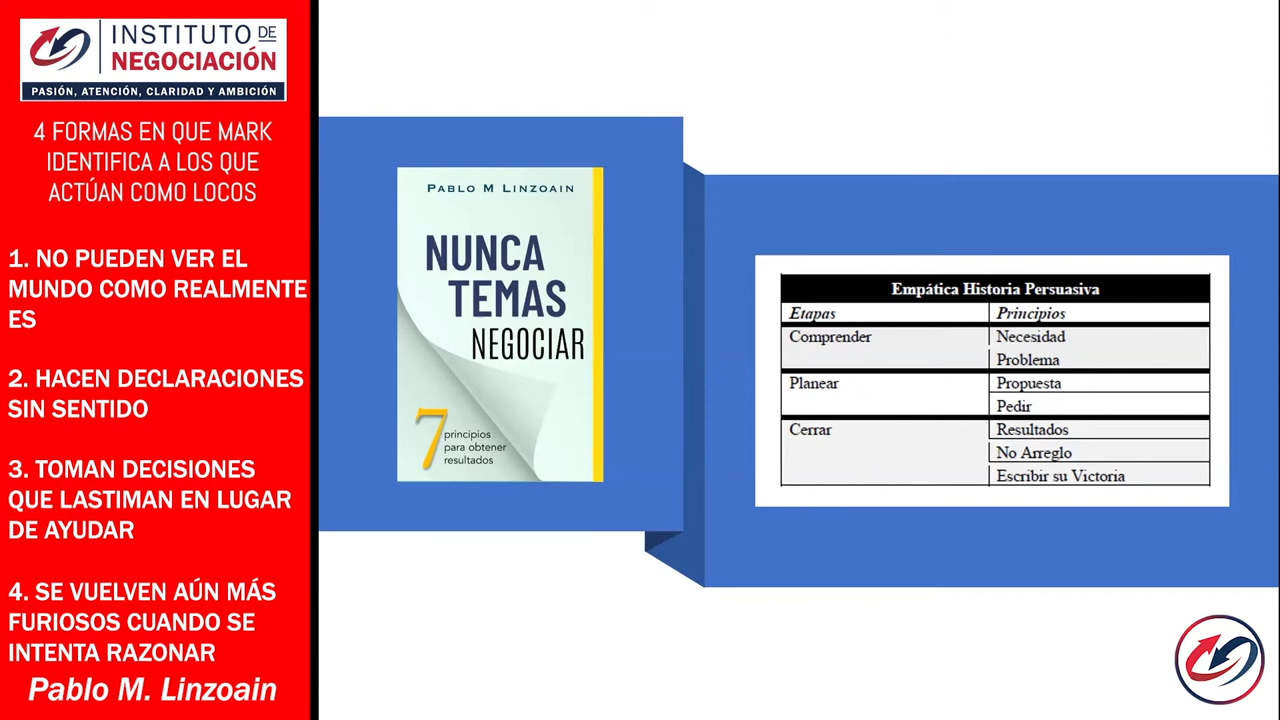 INSTITUTO DE
NEGOCIACIÓN
PASIÓN, ATENCIÓN, CLARIDAD Y AMBICIÓN
4 FORMAS EN QUE MARK
IDENTIFICA A LOS QUE
ACTÚAN COMO LOCOS
1. NO PUEDEN VER EL
MUNDO COMO REALMENTE
ES
2. HACEN DECLARACIONES
SIN SENTIDO
3. TOMAN DECISIONES
QUE LASTIMAN EN LUGAR
DE AYUDAR
4. SE VUELVEN AÚN MÁS
FURIOSOS CUANDO SE
INTENTA RAZONAR
Pablo M. Linzoain
PABLO M LINZOAIN
NUNCA
TEMAS
NEGOCIAR
7 principios
para obtener
resultados
Empática Historia Persuasiva
Etapas Principios
Comprender Necesidad
Problema
Planear Propuesta
Pedir
Cerrar Resultados
No Arreglo
Escribir su Victoria